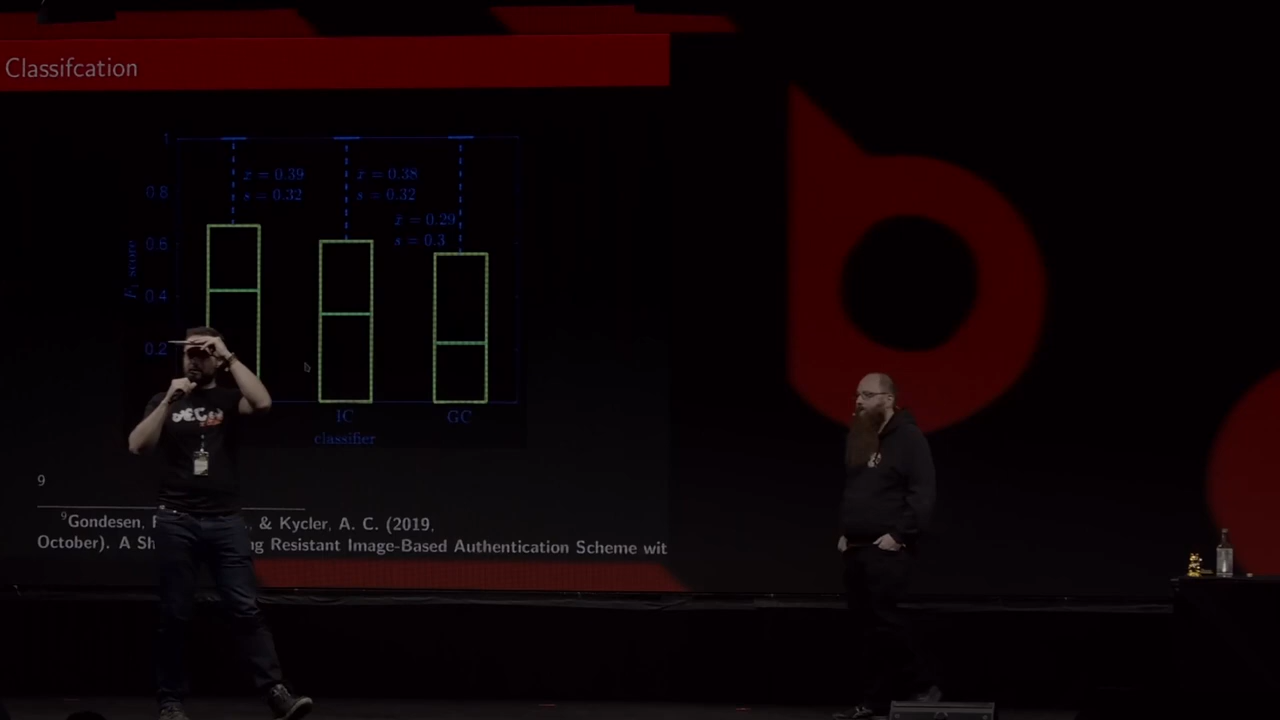 Classifcation
1
x̄ = 0.39
s = 0.32
x̄ = 0.38
s = 0.32
x̄ = 0.29
s = 0.3
0.8
0.6
0.4
0.2
F₁ score
IC
GC
classifier
9
⁹Gondesen, & Kycler, A. C. (2019,
October). A Resistant Image-Based Authentication Scheme wit